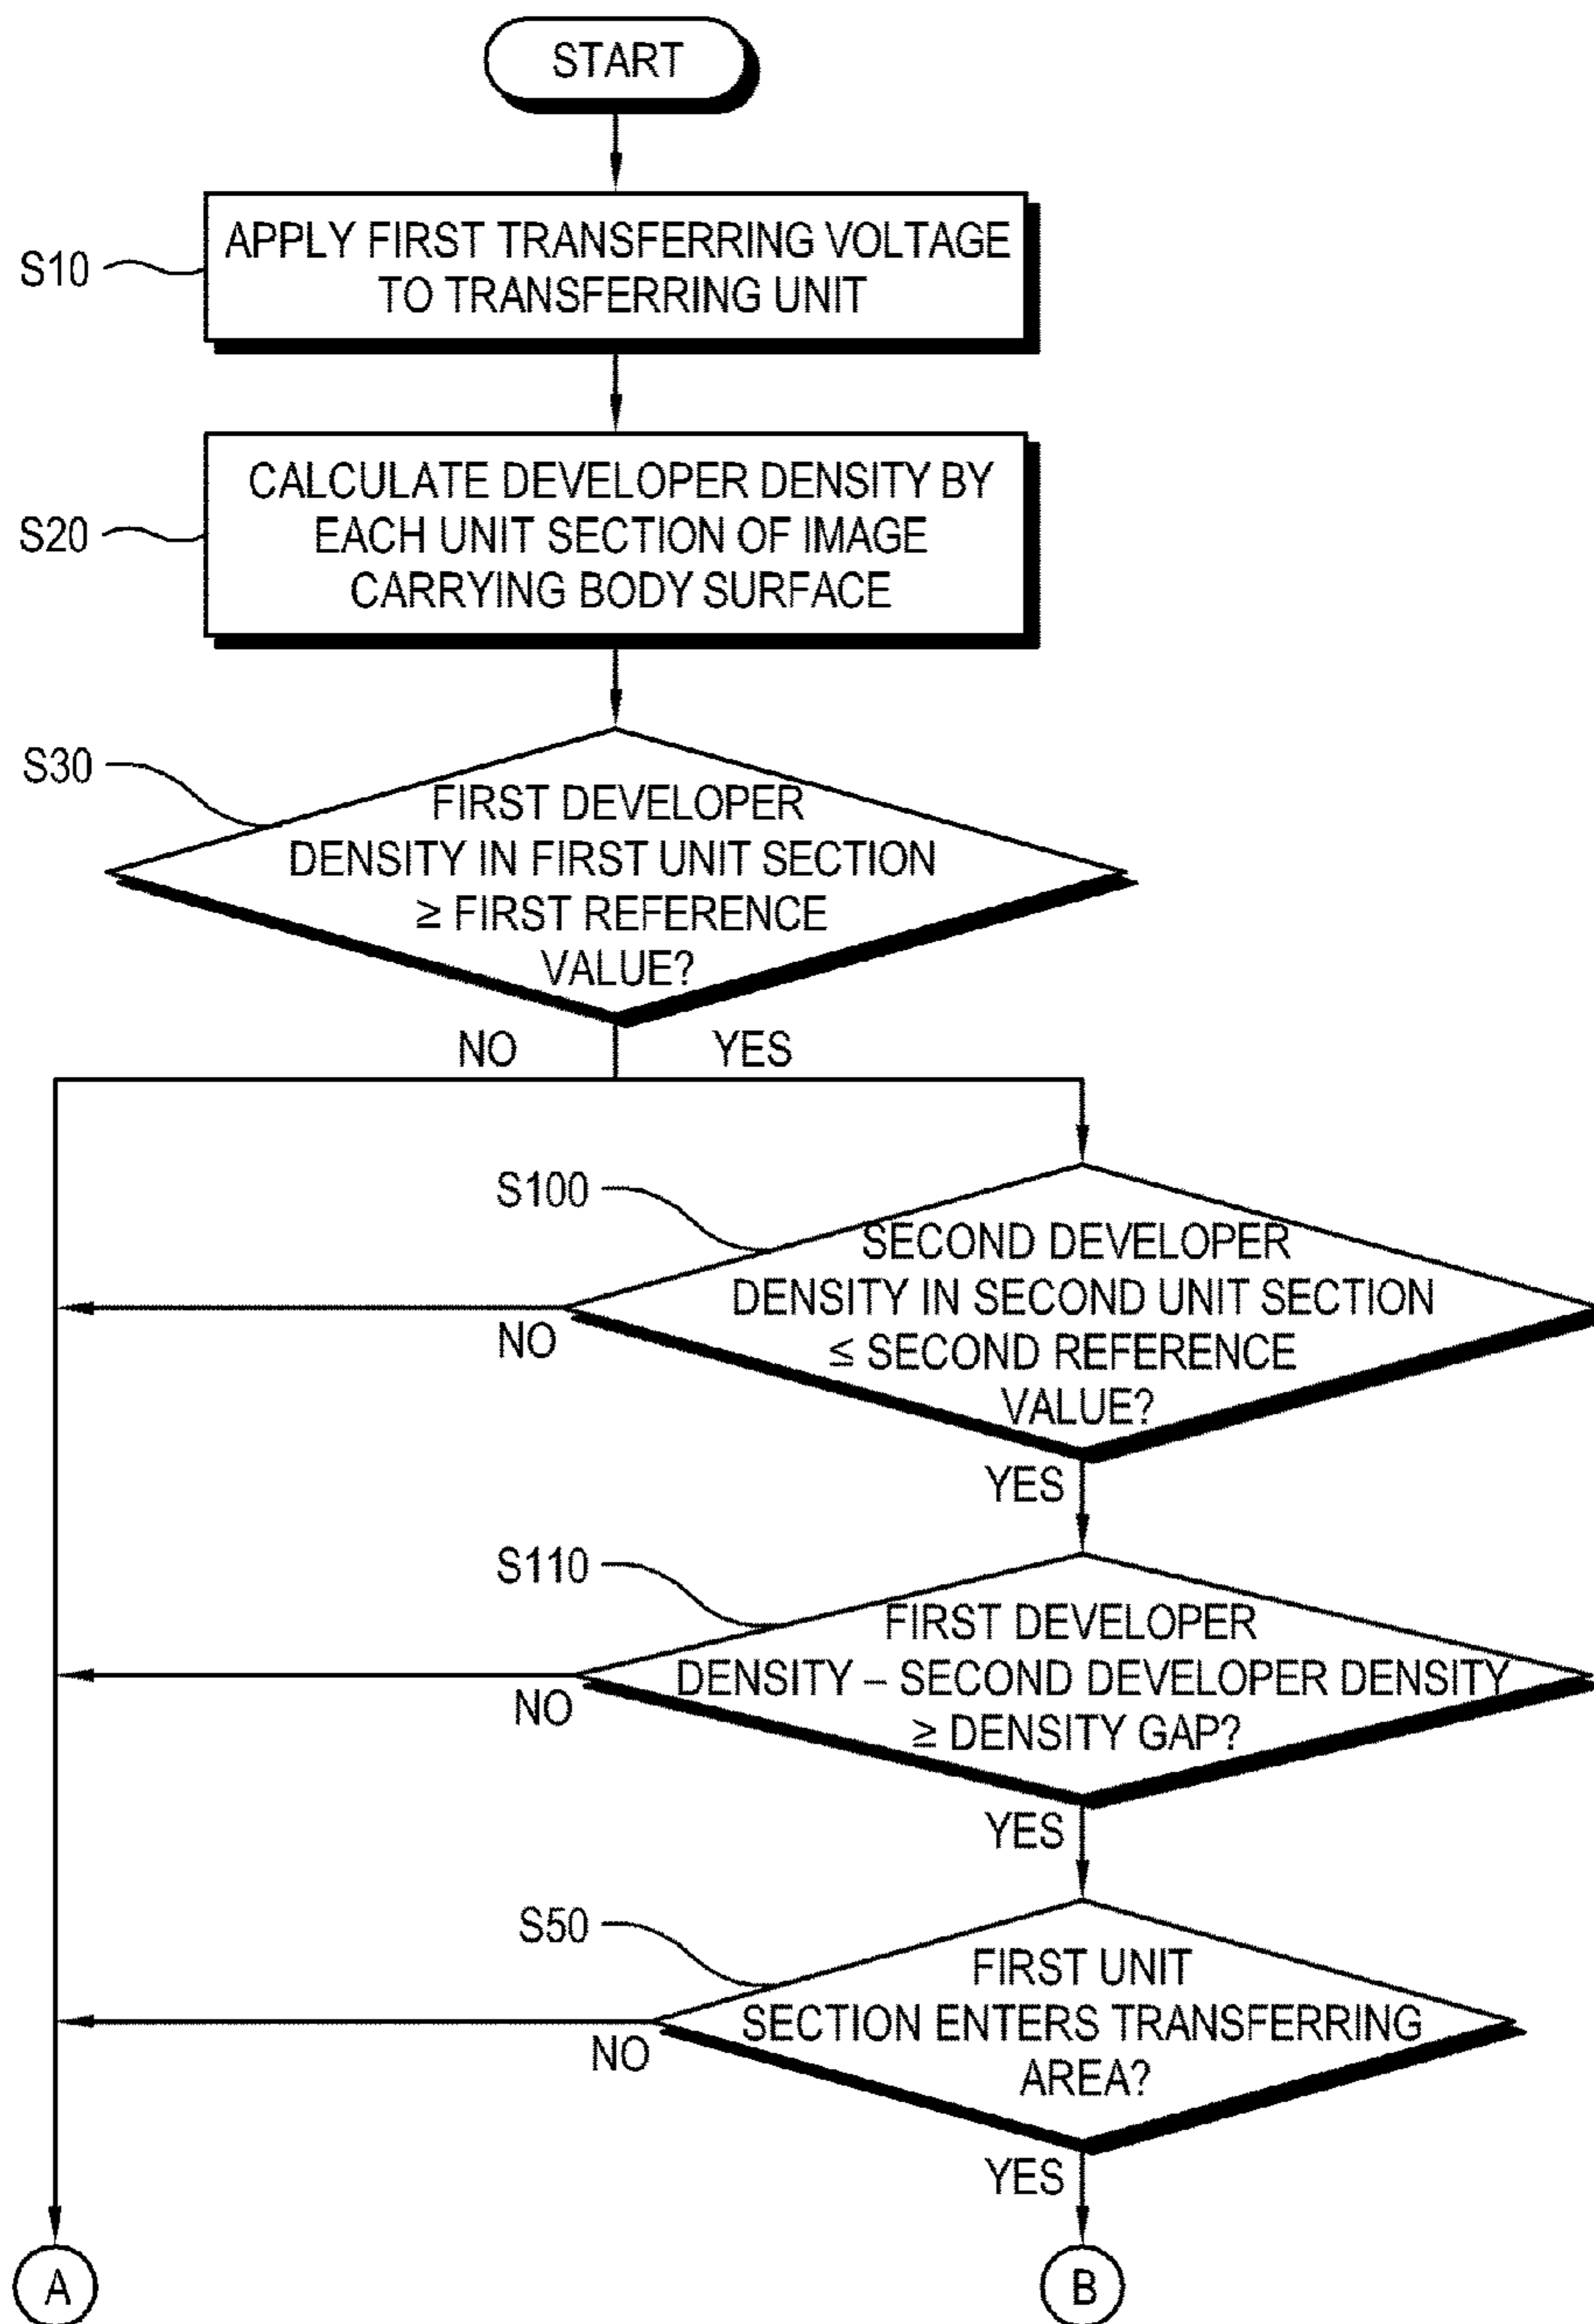 START
S10
APPLY FIRST TRANSFERRING VOLTAGE
TO TRANSFERRING UNIT
S20
CALCULATE DEVELOPER DENSITY BY
EACH UNIT SECTION OF IMAGE
CARRYING BODY SURFACE
S30
FIRST DEVELOPER
DENSITY IN FIRST UNIT SECTION
≥ FIRST REFERENCE
VALUE?
NO
YES
S100
SECOND DEVELOPER
DENSITY IN SECOND UNIT SECTION
≤ SECOND REFERENCE
VALUE?
NO
YES
S110
FIRST DEVELOPER
DENSITY – SECOND DEVELOPER DENSITY
≥ DENSITY GAP?
NO
YES
S50
FIRST UNIT
SECTION ENTERS TRANSFERRING
AREA?
NO
YES
A
B